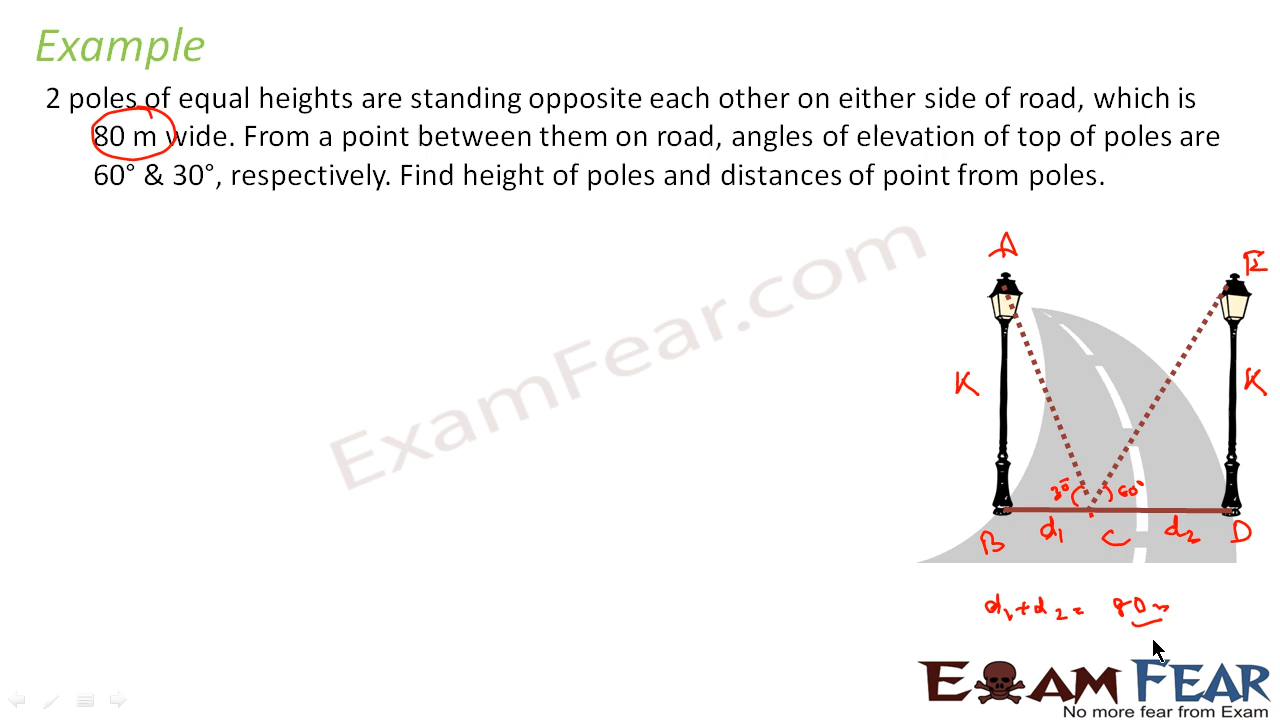 Example
2 poles of equal heights are standing opposite each other on either side of road, which is
80 m wide. From a point between them on road, angles of elevation of top of poles are
60° & 30°, respectively. Find height of poles and distances of point from poles.
ExamFear.com
A
E
K
K
30°
60°
B
d1
C
d2
D
d1+d2= 80m
EXAM FEAR
No more fear from Exam